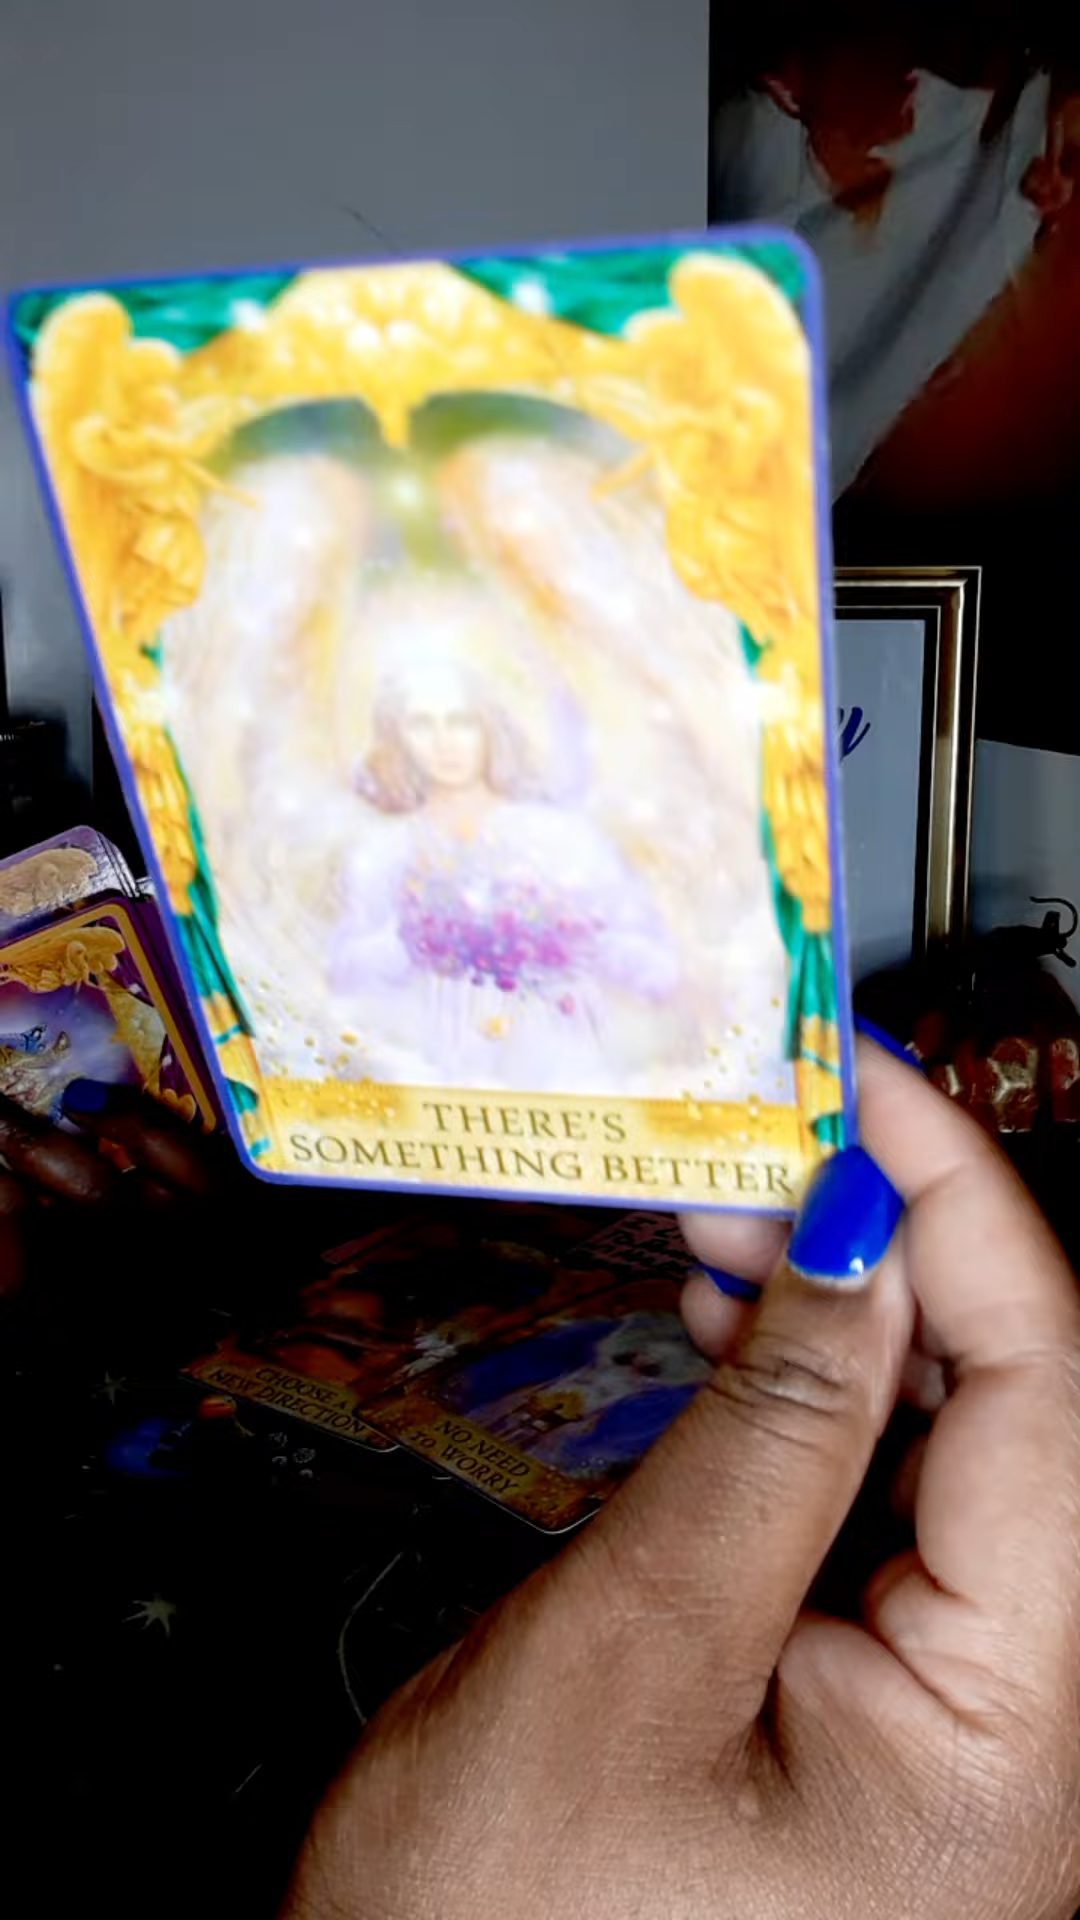 THERE'S
SOMETHING BETTER
CHOOSE A
NEW DIRECTION
NO NEED
TO WORRY